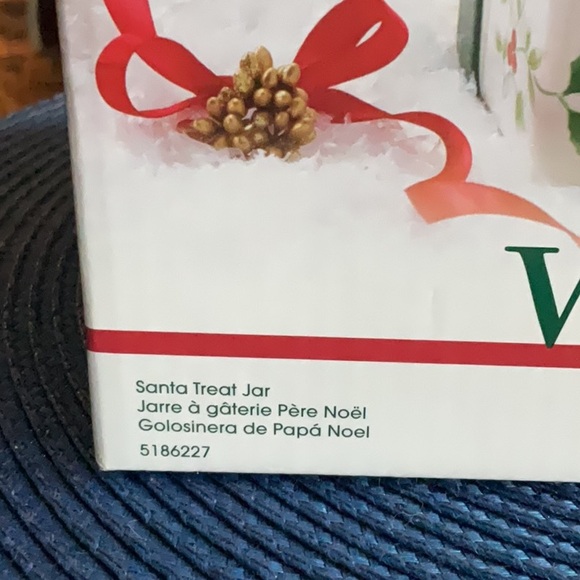 Santa Treat Jar
Jarre à gâterie Père Noël
Golosinera de Papá Noel
5186227